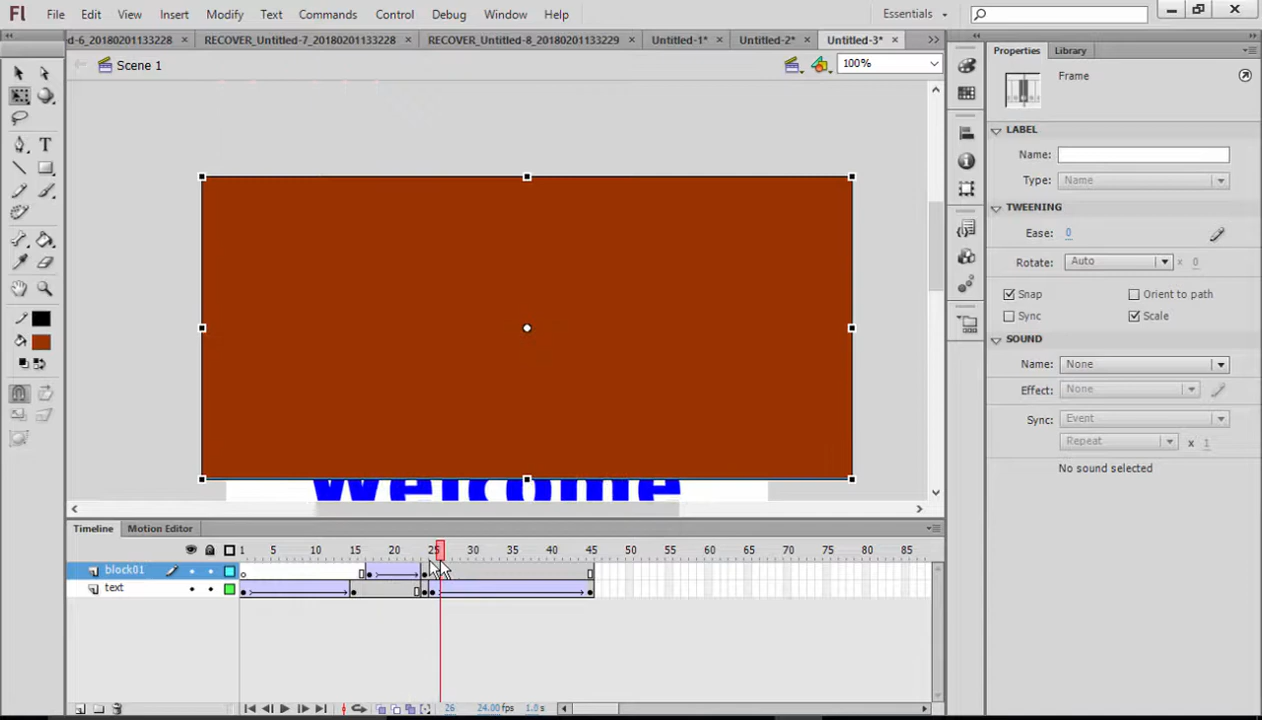 Fl File Edit View Insert Modify Text Commands Control Debug Window Help Essentials
d-6_20180201133228 × RECOVER_Untitled-7_20180201133228 × RECOVER_Untitled-8_20180201133229 × Untitled-1* × Untitled-2* × Untitled-3* ×
Scene 1 100%
Properties Library
Frame
LABEL
Name:
Type: Name
TWEENING
Ease: 0
Rotate: Auto x 0
Snap Orient to path
Sync Scale
SOUND
Name: None
Effect: None
Sync: Event
Repeat x 1
No sound selected
Welcome
Timeline Motion Editor
1 5 10 15 20 25 30 35 40 45 50 55 60 65 70 75 80 85
block01
text
26 24.00 fps 1.0 s